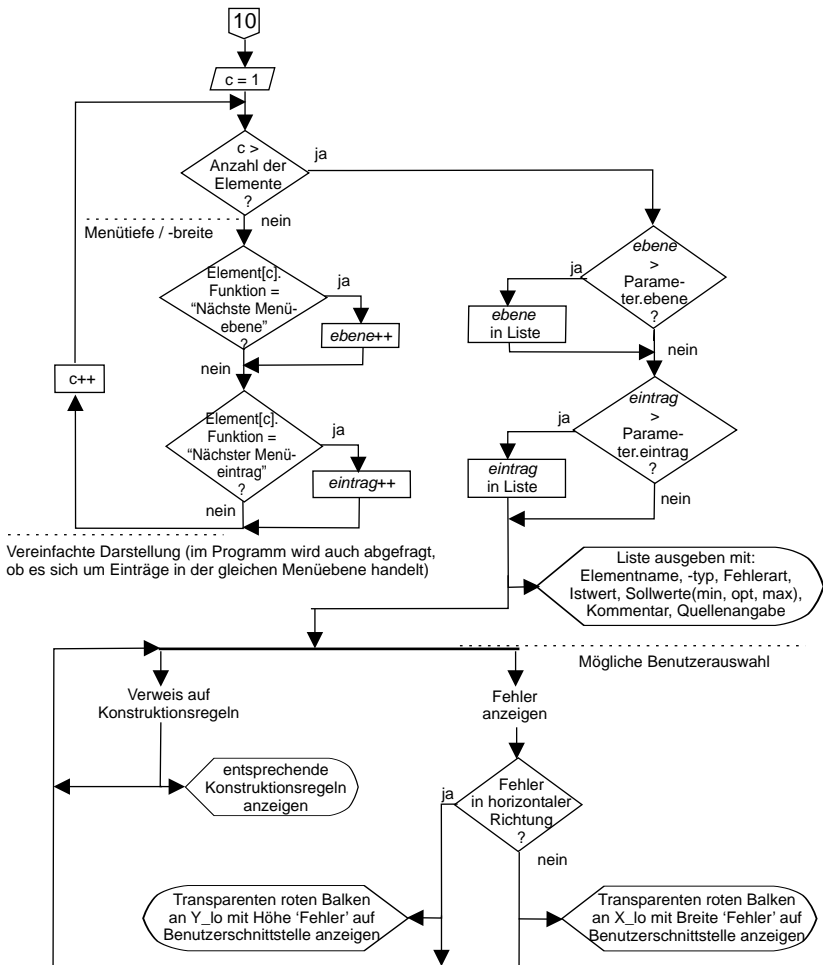 10
c = 1
c >
Anzahl der
Elemente
?
ja
nein
Menütiefe / -breite
Element[c].
Funktion =
“Nächste Menü-
ebene”
?
ja
ebene++
nein
c++
Element[c].
Funktion =
“Nächster Menü-
eintrag”
?
ja
eintrag++
nein
ebene
>
Parame-
ter.ebene
?
ja
ebene
in Liste
nein
eintrag
>
Parame-
ter.eintrag
?
ja
eintrag
in Liste
nein
Vereinfachte Darstellung (im Programm wird auch abgefragt,
ob es sich um Einträge in der gleichen Menüebene handelt)
Liste ausgeben mit:
Elementname, -typ, Fehlerart,
Istwert, Sollwerte(min, opt, max),
Kommentar, Quellenangabe
Mögliche Benutzerauswahl
Verweis auf
Konstruktionsregeln
entsprechende
Konstruktionsregeln
anzeigen
Fehler
anzeigen
Fehler
in horizontaler
Richtung
?
ja
nein
Transparenten roten Balken
an Y_lo mit Höhe ‘Fehler’ auf
Benutzerschnittstelle anzeigen
Transparenten roten Balken
an X_lo mit Breite ‘Fehler’ auf
Benutzerschnittstelle anzeigen